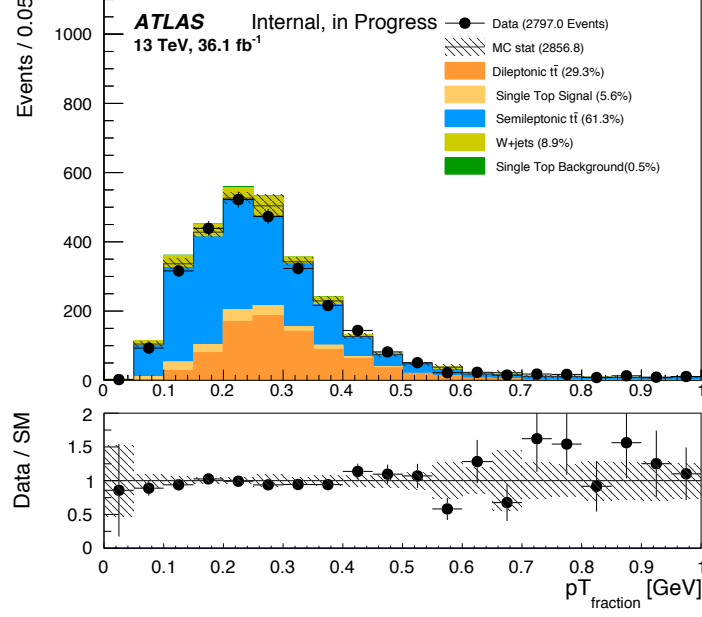 ATLAS Internal, in Progress
13 TeV, 36.1 fb-1
Data (2797.0 Events)
MC stat (2856.8)
Dileptonic tt̄ (29.3%)
Single Top Signal (5.6%)
Semileptonic tt̄ (61.3%)
W+jets (8.9%)
Single Top Background(0.5%)
Events / 0.05
1000
800
600
400
200
0
0 0.1 0.2 0.3 0.4 0.5 0.6 0.7 0.8 0.9 1
Data / SM
2
1.5
1
0.5
0
0 0.1 0.2 0.3 0.4 0.5 0.6 0.7 0.8 0.9 1
pT fraction [GeV]